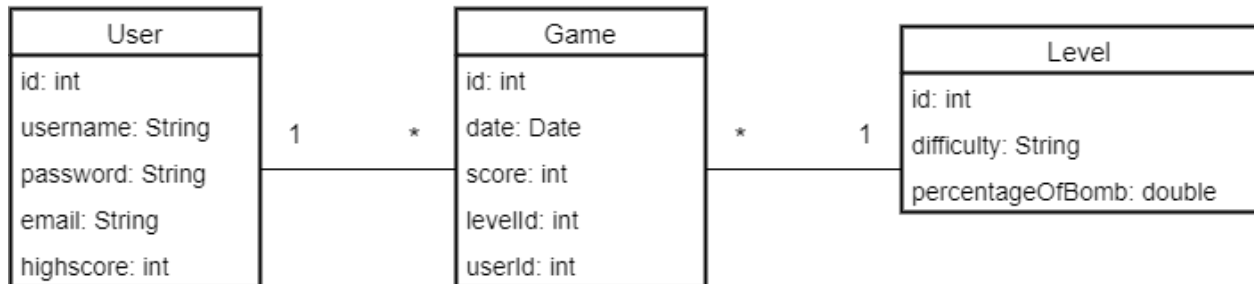 User
id: int
username: String
password: String
email: String
highscore: int
1
*
Game
id: int
date: Date
score: int
levelId: int
userId: int
*
1
Level
id: int
difficulty: String
percentageOfBomb: double